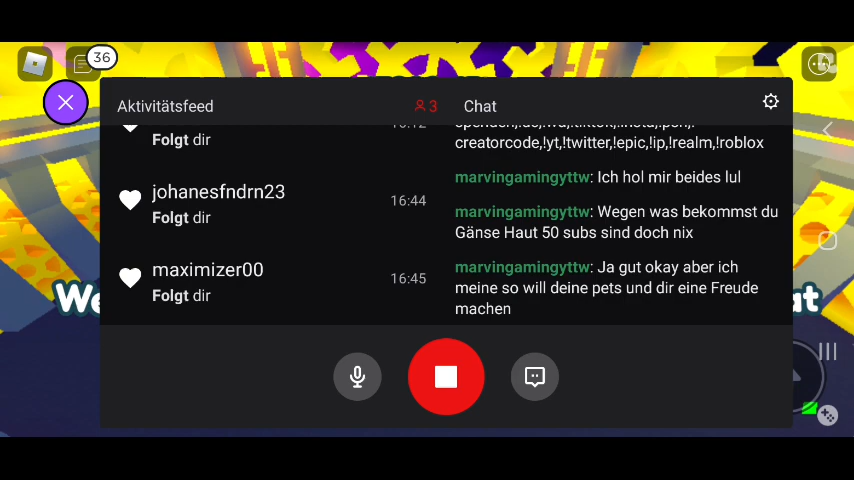 36
Aktivitätsfeed
3
Chat
Folgt dir
creatorcode,!yt,!twitter,!epic,!ip,!realm,!roblox
johanesfndrn23
Folgt dir
16:44
marvingamingyttw: Ich hol mir beides lul
marvingamingyttw: Wegen was bekommst du
Gänse Haut 50 subs sind doch nix
maximizer00
Folgt dir
16:45
marvingamingyttw: Ja gut okay aber ich
meine so will deine pets und dir eine Freude
machen
We
at